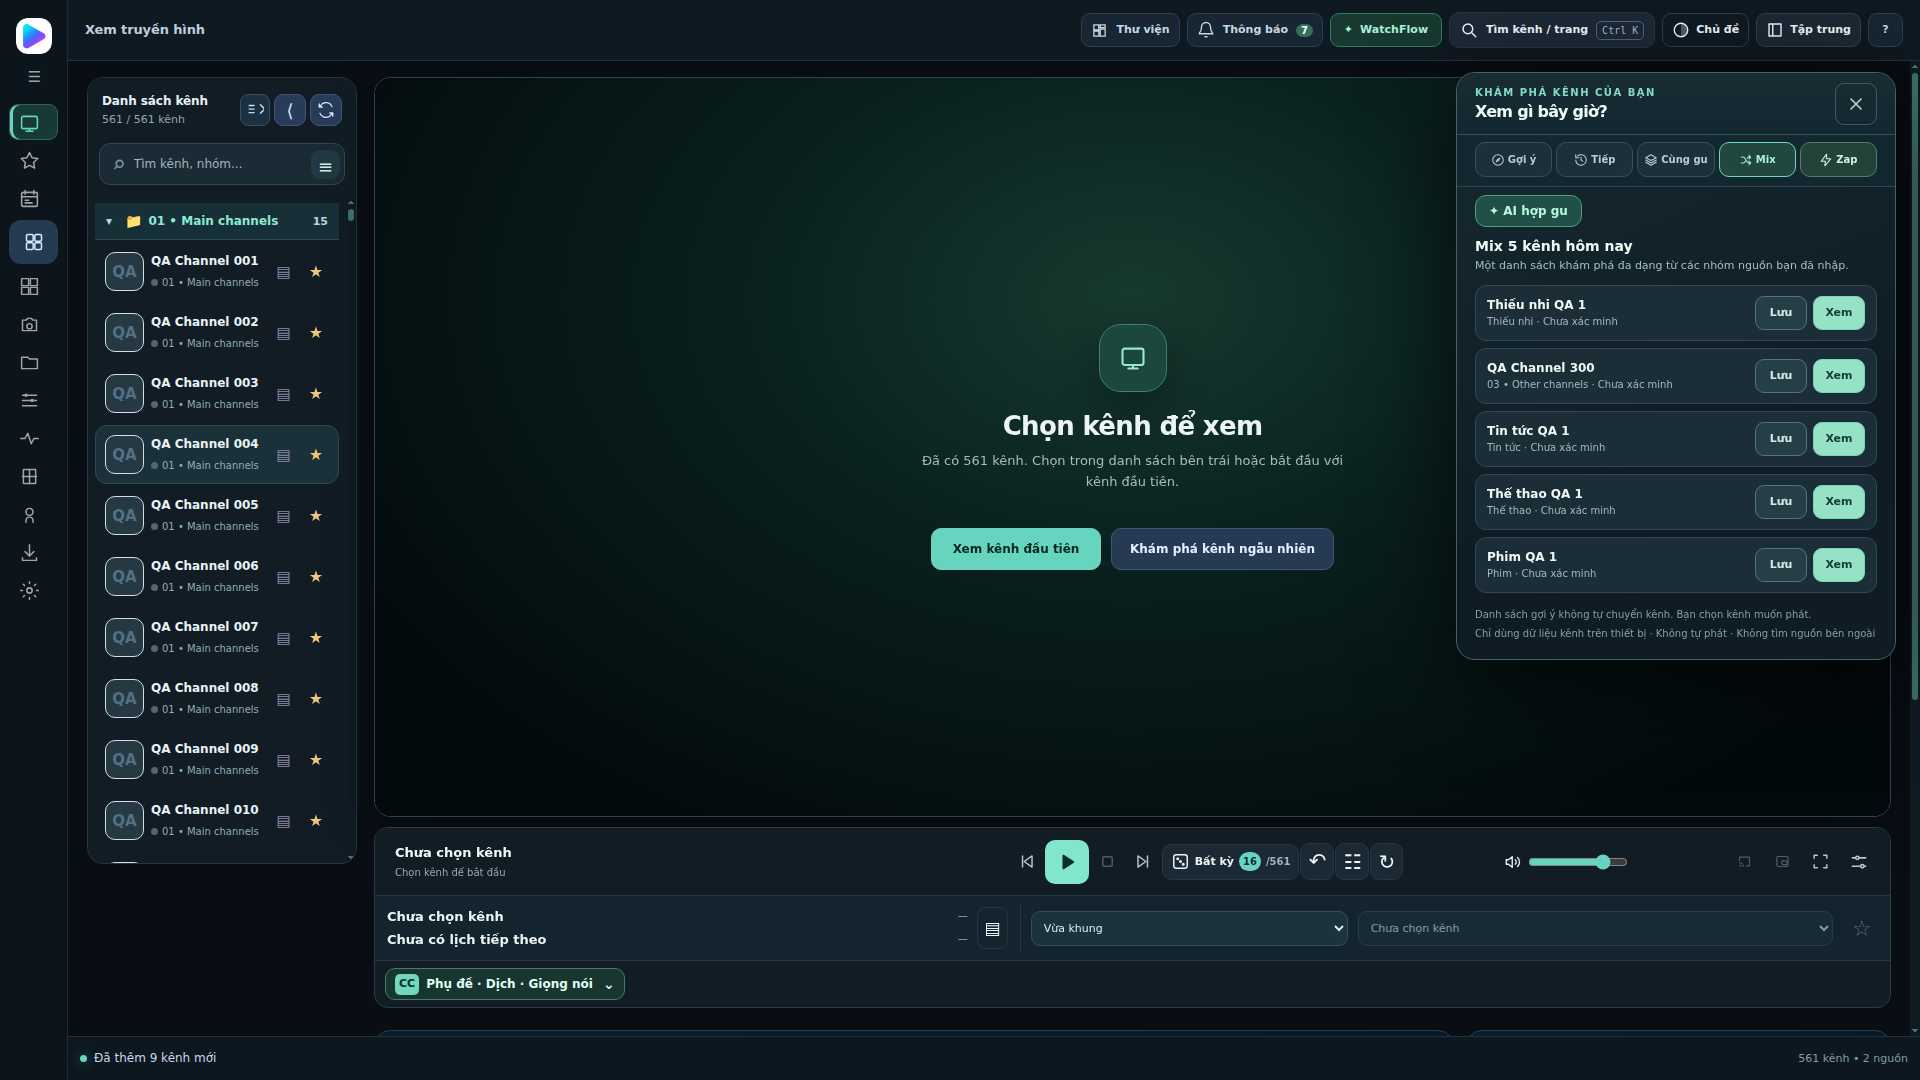 Xem truyền hình
Thư viện
Thông báo 7
WatchFlow
Tìm kênh / trang Ctrl K
Chủ đề
Tập trung
?
Danh sách kênh
561 / 561 kênh
Tìm kênh, nhóm...
01 • Main channels 15
QA
QA Channel 001
01 • Main channels
QA
QA Channel 002
01 • Main channels
QA
QA Channel 003
01 • Main channels
QA
QA Channel 004
01 • Main channels
QA
QA Channel 005
01 • Main channels
QA
QA Channel 006
01 • Main channels
QA
QA Channel 007
01 • Main channels
QA
QA Channel 008
01 • Main channels
QA
QA Channel 009
01 • Main channels
QA
QA Channel 010
01 • Main channels
Chọn kênh để xem
Đã có 561 kênh. Chọn trong danh sách bên trái hoặc bắt đầu với
kênh đầu tiên.
Xem kênh đầu tiên
Khám phá kênh ngẫu nhiên
KHÁM PHÁ KÊNH CỦA BẠN
Xem gì bây giờ?
Gợi ý
Tiếp
Cùng gu
Mix
Zap
AI hợp gu
Mix 5 kênh hôm nay
Một danh sách khám phá đa dạng từ các nhóm nguồn bạn đã nhập.
Thiếu nhi QA 1
Thiếu nhi · Chưa xác minh
Lưu
Xem
QA Channel 300
03 • Other channels · Chưa xác minh
Lưu
Xem
Tin tức QA 1
Tin tức · Chưa xác minh
Lưu
Xem
Thể thao QA 1
Thể thao · Chưa xác minh
Lưu
Xem
Phim QA 1
Phim · Chưa xác minh
Lưu
Xem
Danh sách gợi ý không tự chuyển kênh. Bạn chọn kênh muốn phát.
Chỉ dùng dữ liệu kênh trên thiết bị · Không tự phát · Không tìm nguồn bên ngoài
Chưa chọn kênh
Chọn kênh để bắt đầu
Bất kỳ 16 /561
Chưa chọn kênh —
Chưa có lịch tiếp theo —
Vừa khung
Chưa chọn kênh
CC Phụ đề · Dịch · Giọng nói
Đã thêm 9 kênh mới
561 kênh • 2 nguồn